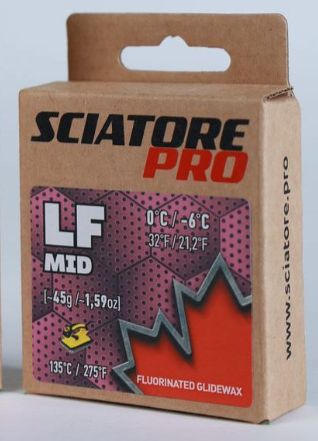 SCIATORE
PRO
LF
MID
0°C / -6°C
32°F / 21,2°F
[~45g /~1,59oz]
135°C / 275°F
FLUORINATED GLIDEWAX
www.sciatore.pro